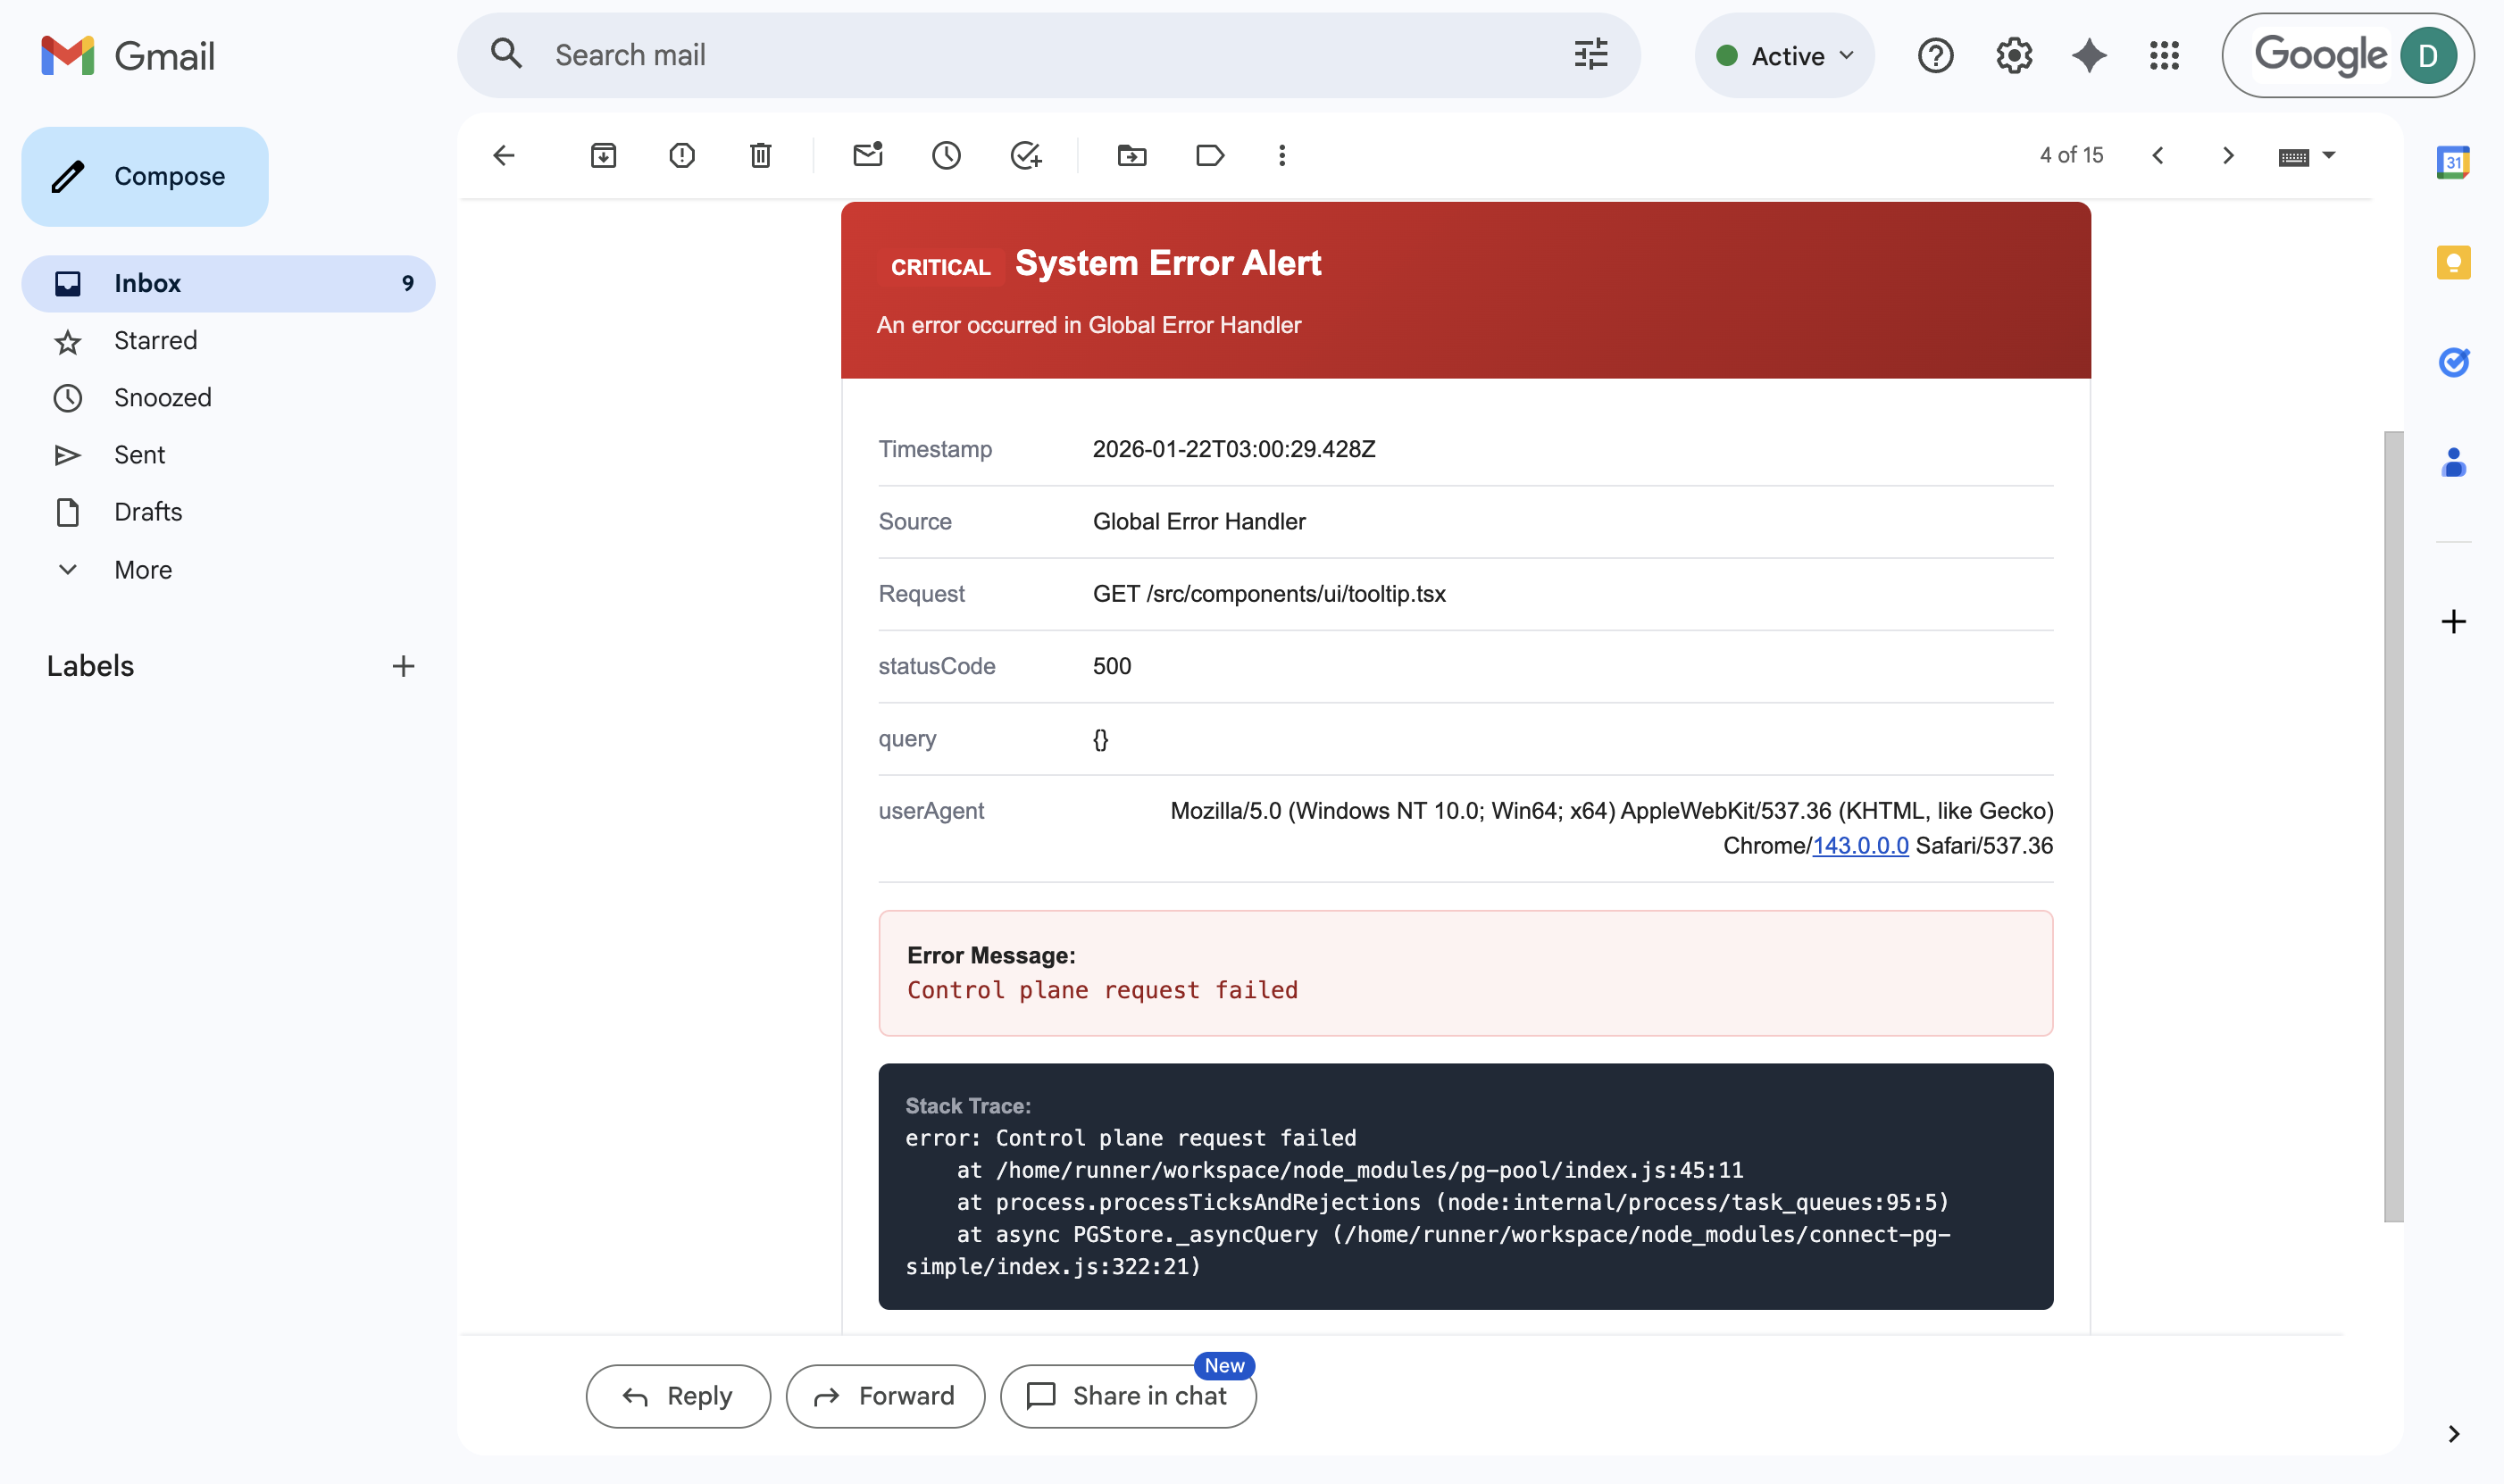 Gmail
Search mail
Active
Google
D
Compose
Inbox 9
Starred
Snoozed
Sent
Drafts
More
Labels
4 of 15
31
CRITICAL System Error Alert
An error occurred in Global Error Handler
Timestamp 2026-01-22T03:00:29.428Z
Source Global Error Handler
Request GET /src/components/ui/tooltip.tsx
statusCode 500
query {}
userAgent Mozilla/5.0 (Windows NT 10.0; Win64; x64) AppleWebKit/537.36 (KHTML, like Gecko)
Chrome/143.0.0.0 Safari/537.36
Error Message:
Control plane request failed
Stack Trace:
error: Control plane request failed
    at /home/runner/workspace/node_modules/pg-pool/index.js:45:11
    at process.processTicksAndRejections (node:internal/process/task_queues:95:5)
    at async PGStore._asyncQuery (/home/runner/workspace/node_modules/connect-pg-
simple/index.js:322:21)
Reply
Forward
Share in chat
New